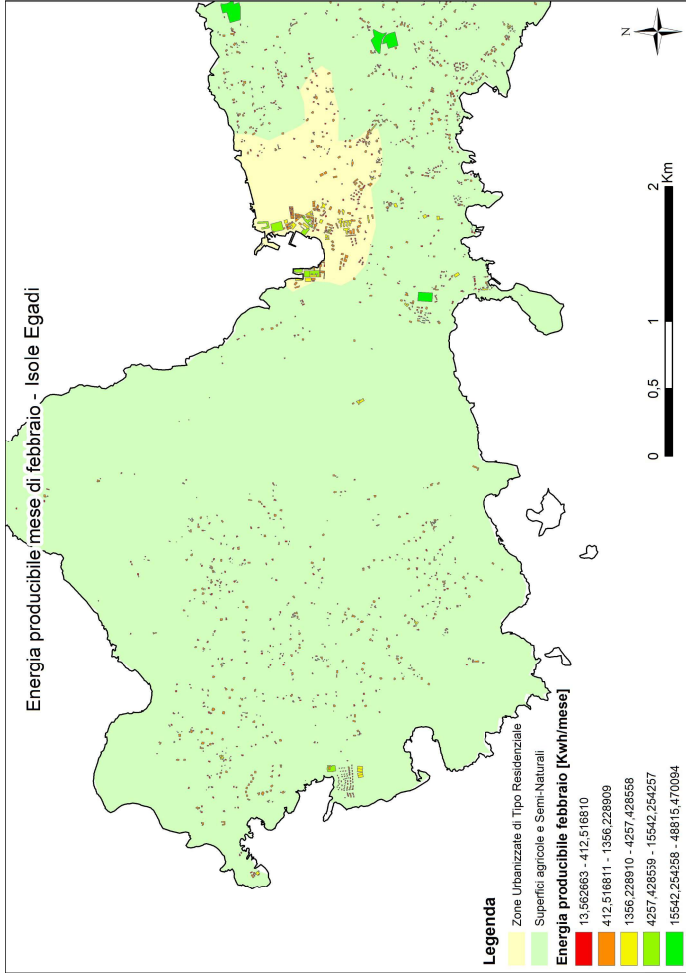 Energia producibile mese di febbraio - Isole Egadi
N
Legenda
Zone Urbanizzate di Tipo Residenziale
Superfici agricole e Semi-Naturali
Energia producibile febbraio [Kwh/mese]
13,562663 - 412,516810
412,516811 - 1356,228909
1356,228910 - 4257,428558
4257,428559 - 15542,254257
15542,254258 - 48815,470094
0 0,5 1 2 Km